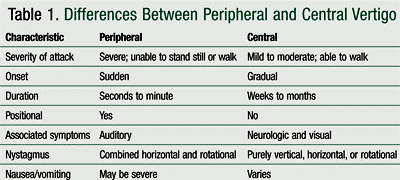 Table 1. Differences Between Peripheral and Central Vertigo
Characteristic Peripheral Central
Severity of attack Severe; unable to stand still or walk Mild to moderate; able to walk
Onset Sudden Gradual
Duration Seconds to minute Weeks to months
Positional Yes No
Associated symptoms Auditory Neurologic and visual
Nystagmus Combined horizontal and rotational Purely vertical, horizontal, or rotational
Nausea/vomiting May be severe Varies